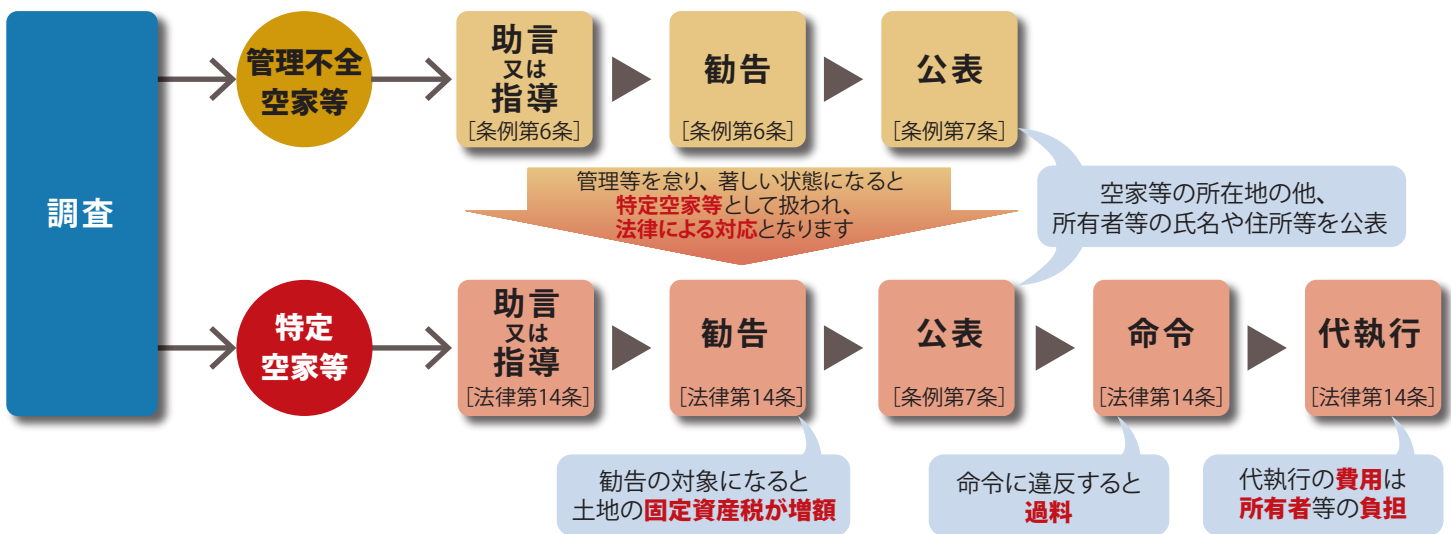 調査
管理不全
空家等
助言
又は
指導
[条例第6条]
勧告
[条例第6条]
公表
[条例第7条]
管理等を怠り、著しい状態になると
特定空家等として扱われ、
法律による対応となります
空家等の所在地の他、
所有者等の氏名や住所等を公表
特定
空家等
助言
又は
指導
[法律第14条]
勧告
[法律第14条]
公表
[条例第7条]
命令
[法律第14条]
代執行
[法律第14条]
勧告の対象になると
土地の固定資産税が増額
命令に違反すると
過料
代執行の費用は
所有者等の負担